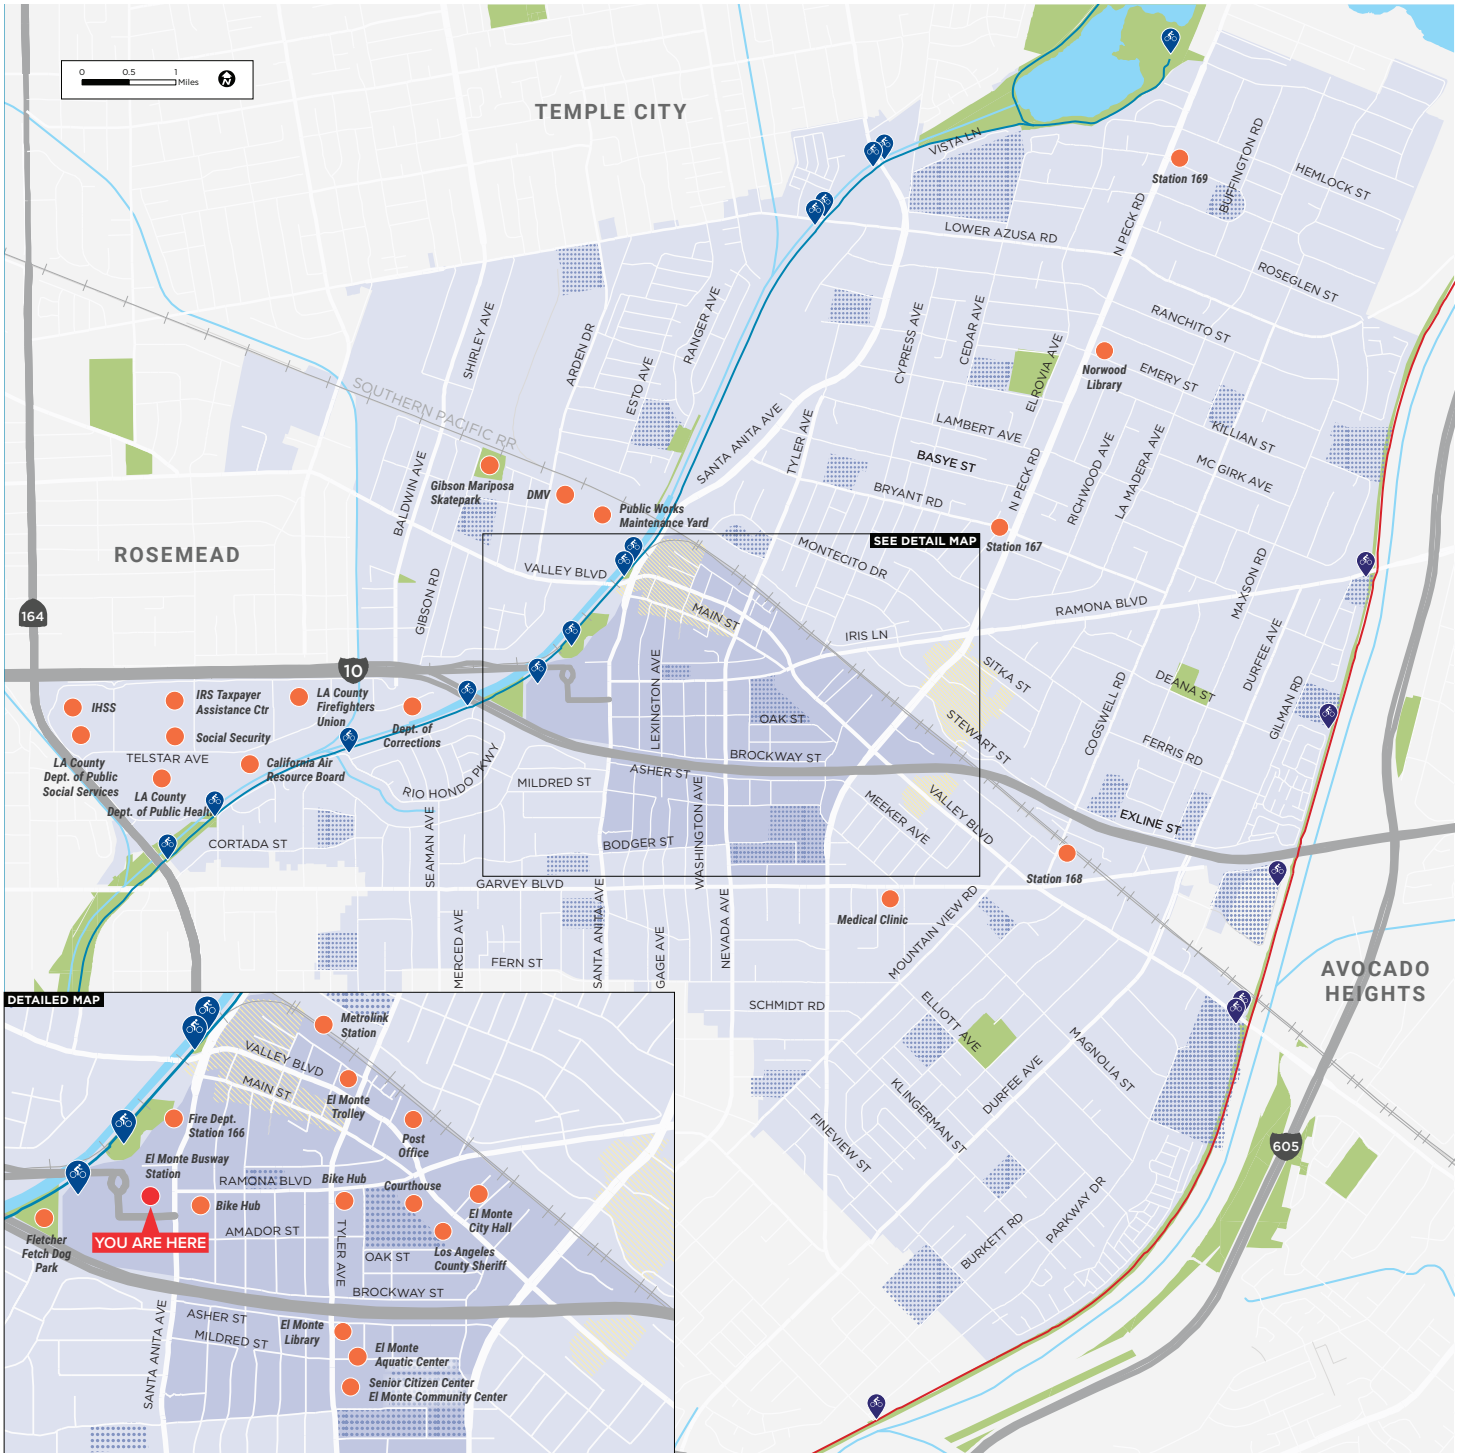 0 0.5 1
Miles
N
TEMPLE CITY
VISTA LN
Station 169
BUFFINGTON RD
HEMLOCK ST
N PECK RD
LOWER AZUSA RD
ROSEGLEN ST
RANCHITO ST
SHIRLEY AVE
ARDEN DR
RANGER AVE
ESTO AVE
CYPRESS AVE
CEDAR AVE
ELROVIA AVE
Norwood
Library
EMERY ST
SOUTHERN PACIFIC RR
SANTA ANITA AVE
TYLER AVE
LAMBERT AVE
KILLIAN ST
BASYE ST
MC GIRK AVE
BALDWIN AVE
Gibson Mariposa
Skatepark
DMV
Public Works
Maintenance Yard
BRYANT RD
N PECK RD
RICHWOOD AVE
LA MADERA AVE
ROSEMEAD
SEE DETAIL MAP
Station 167
VALLEY BLVD
MONTECITO DR
MAXSON RD
GIBSON RD
MAIN ST
IRIS LN
RAMONA BLVD
164
10
LEXINGTON AVE
SITKA ST
DURFEE AVE
DEANA ST
GILMAN RD
COGSWELL RD
IHSS
IRS Taxpayer
Assistance Ctr
LA County
Firefighters
Union
Dept. of
Corrections
Social Security
OAK ST
STEWART ST
FERRIS RD
TELSTAR AVE
LA County
Dept. of Public
Social Services
California Air
Resource Board
BROCKWAY ST
ASHER ST
RIO HONDO PKWY
MILDRED ST
LA County
Dept. of Public Health
WASHINGTON AVE
MEEKER AVE
VALLEY BLVD
EXLINE ST
CORTADA ST
SEAMAN AVE
BODGER ST
GARVEY BLVD
Station 168
Medical Clinic
MOUNTAIN VIEW RD
MERCED AVE
FERN ST
SANTA ANITA AVE
GAGE AVE
NEVADA AVE
AVOCADO
HEIGHTS
SCHMIDT RD
ELLIOTT AVE
MAGNOLIA ST
KLINGERMAN ST
DURFEE AVE
FINEVIEW ST
605
BURKETT RD
PARKWAY DR
DETAILED MAP
Metrolink
Station
VALLEY BLVD
MAIN ST
El Monte
Trolley
Fire Dept.
Station 166
Post
Office
El Monte Busway
Station
RAMONA BLVD
Bike Hub
Courthouse
Bike Hub
El Monte
City Hall
YOU ARE HERE
AMADOR ST
TYLER AVE
OAK ST
Los Angeles
County Sheriff
Fletcher
Fetch Dog
Park
BROCKWAY ST
SANTA ANITA AVE
ASHER ST
MILDRED ST
El Monte
Library
El Monte
Aquatic Center
Senior Citizen Center
El Monte Community Center